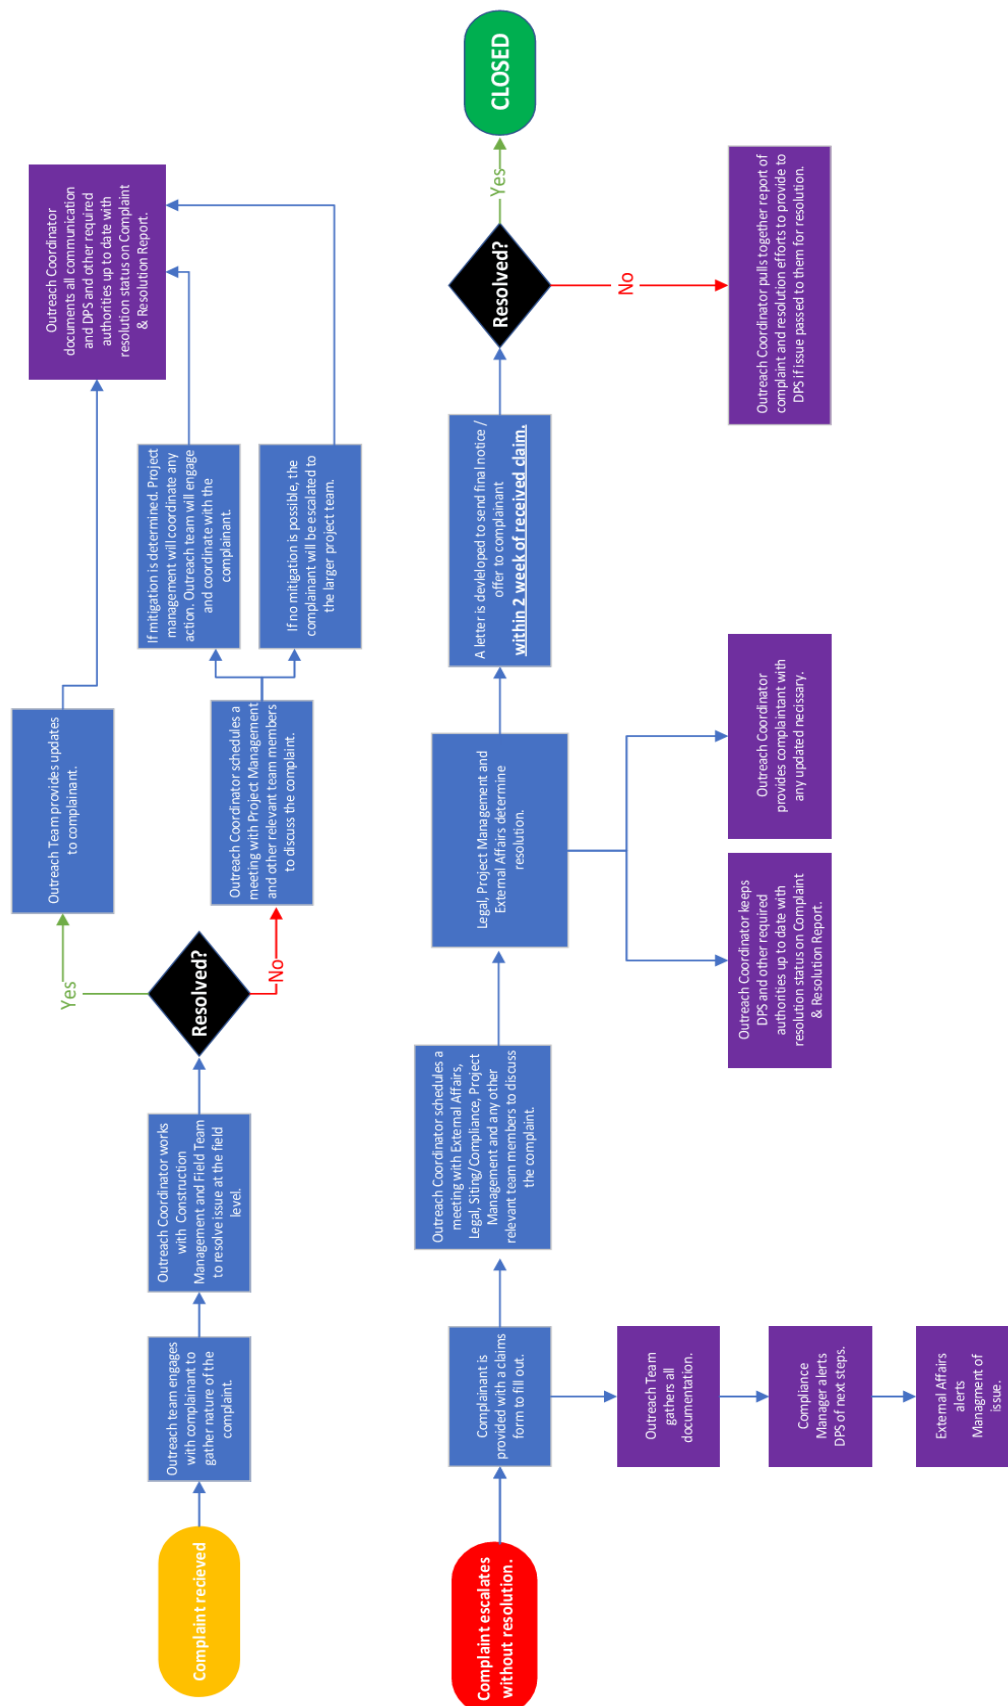 Complaint recieved
Outreach team engages
with complainant to
gather nature of the
complaint.
Outreach Coordinator works
with Construction
Management and Field Team
to resolve issue at the field
level.
Resolved?
Yes
No
Outreach Team provides updates
to complainant.
Outreach Coordinator schedules a
meeting with Project Management
and other relevant team members
to discuss the complaint.
If mitigation is determined. Project
management will coordinate any
action. Outreach team will engage
and coordinate with the
complainant.
If no mitigation is possible, the
complainant will be escalated to
the larger project team.
Outreach Coordinator
documents all communication
and DPS and other required
authorities up to date with
resolution status on Complaint
& Resolution Report.
Complaint escalates
without resolution.
Complainant is
provided with a claims
form to fill out.
Outreach Team
gathers all
documentation.
Compliance
Manager alerts
DPS of next steps.
External Affairs
alerts
Managment of
issue.
Outreach Coordinator schedules a
meeting with External Affairs,
Legal, Siting/Compliance, Project
Management and any other
relevant team members to discuss
the complaint.
Legal, Project Management and
External Affairs determine
resolution.
Outreach Coordinator keeps
DPS and other required
authorities up to date with
resolution status on Complaint
& Resolution Report.
Outreach Coordinator
provides complaintant with
any updated necissary.
A letter is devleloped to send final notice /
offer to complainant
within 2 week of received claim.
Resolved?
Yes
No
CLOSED
Outreach Coordinator pulls together report of
complaint and resolution efforts to provide to
DPS if issue passed to them for resolution.